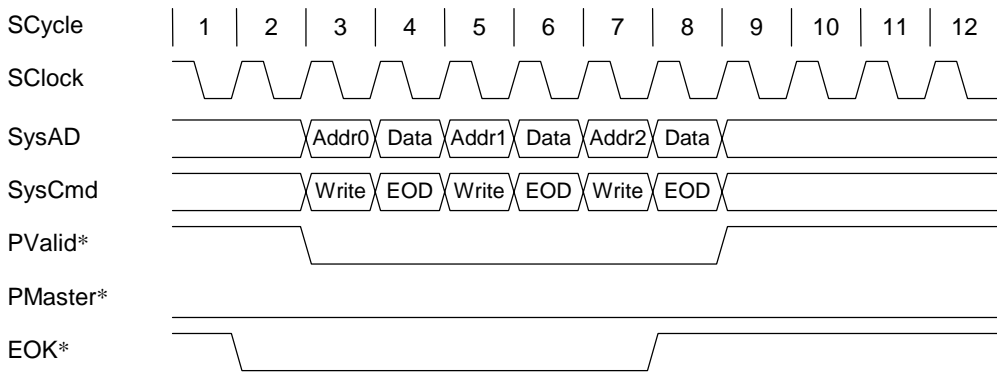 SCycle 1 2 3 4 5 6 7 8 9 10 11 12
SClock
SysAD Addr0 Data Addr1 Data Addr2 Data
SysCmd Write EOD Write EOD Write EOD
PValid*
PMaster*
EOK*